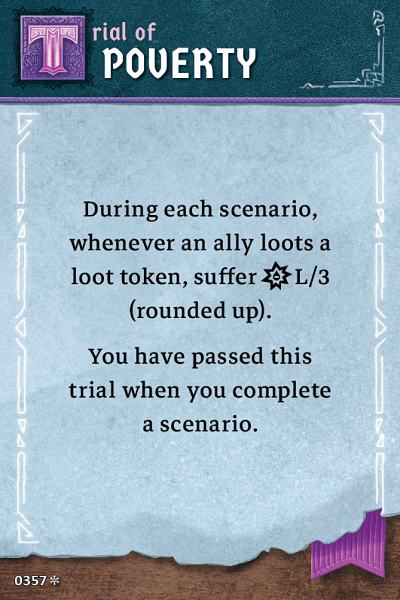 Trial of
POVERTY
During each scenario,
whenever an ally loots a
loot token, suffer L/3
(rounded up).
You have passed this
trial when you complete
a scenario.
0357✻